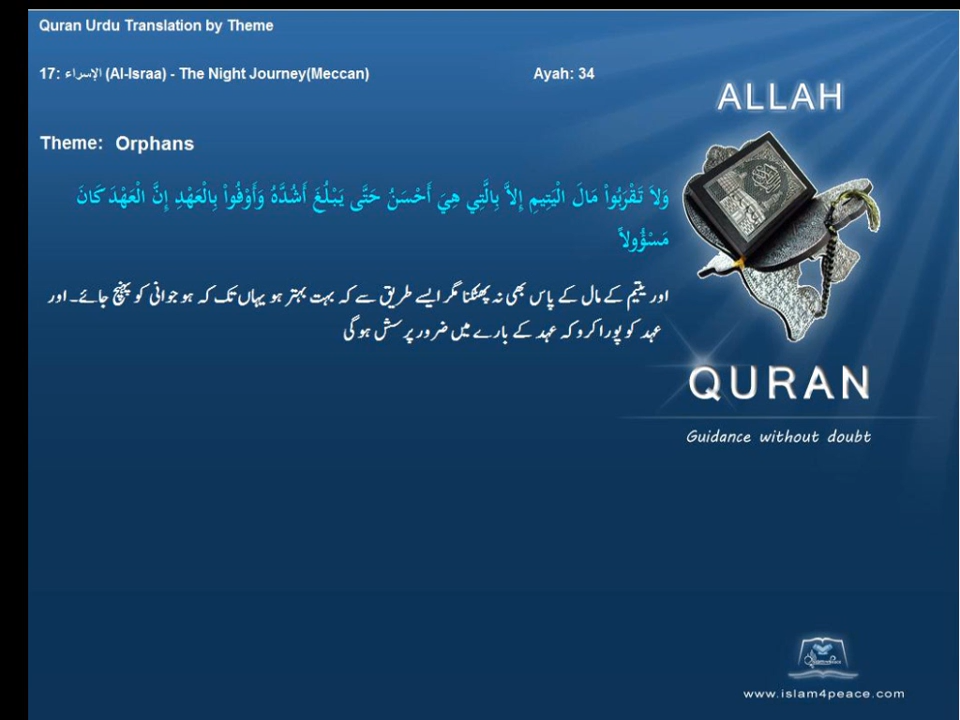 Quran Urdu Translation by Theme
17: الإسراء (Al-Israa) - The Night Journey(Meccan) Ayah: 34
ALLAH
Theme: Orphans
وَلاَ تَقْرَبُواْ مَالَ الْيَتِيمِ إِلاَّ بِالَّتِي هِيَ أَحْسَنُ حَتَّى يَبْلُغَ أَشُدَّهُ وَأَوْفُواْ بِالْعَهْدِ إِنَّ الْعَهْدَ كَانَ
مَسْؤُولاً
اور یتیم کے مال کے پاس بھی نہ پھٹکنا مگر ایسے طریق سے کہ بہت بہتر ہو یہاں تک کہ ہو جوانی کو پہنچ جائے۔ اور
عہد کو پورا کرو کہ عہد کے بارے میں ضرور پرسش ہوگی
QURAN
Guidance without doubt
www.islam4peace.com